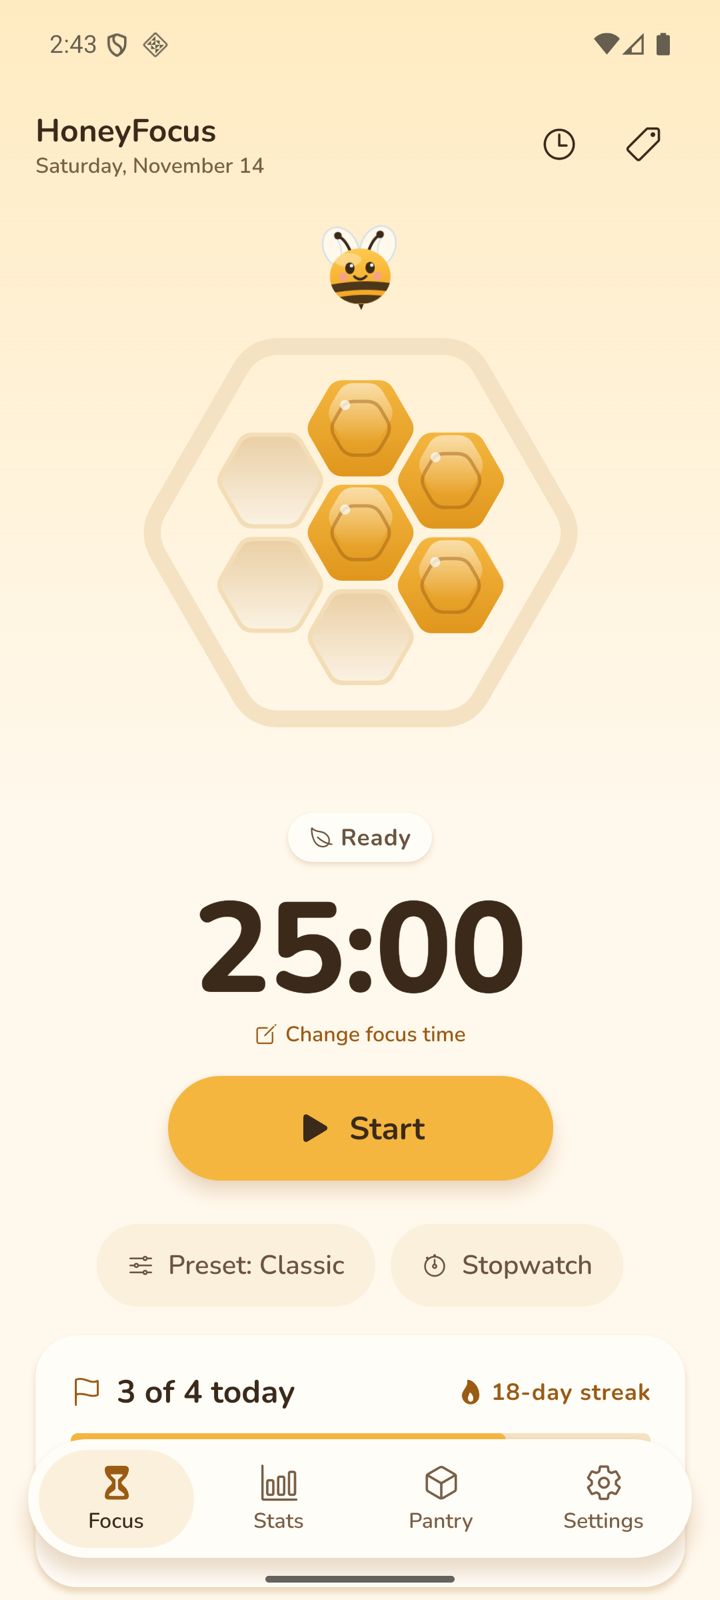 2:43
HoneyFocus
Saturday, November 14
Ready
25:00
Change focus time
Start
Preset: Classic
Stopwatch
3 of 4 today
18-day streak
Focus
Stats
Pantry
Settings